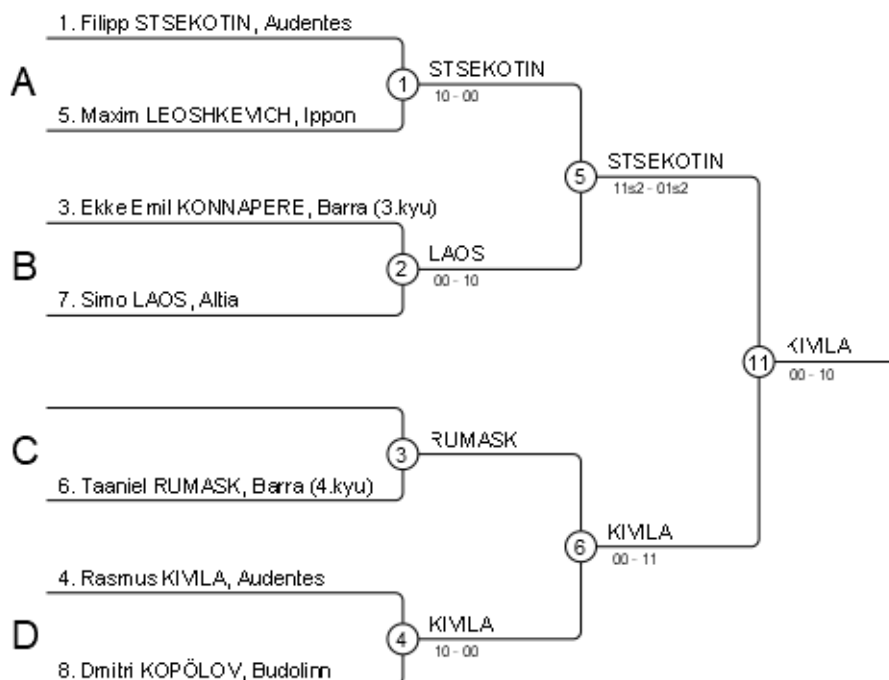 1. Filipp STSEKOTIN, Audentes
A
1
STSEKOTIN
10 - 00
5. Maxim LEOSHKEVICH, Ippon
5
STSEKOTIN
11s2 - 01s2
3. Ekke Emil KONNAPERE, Barra (3.kyu)
B
2
LAOS
00 - 10
7. Simo LAOS, Altia
11
KIVILA
00 - 10
C
3
RUMASK
6. Taaniel RUMASK, Barra (4.kyu)
6
KIVILA
00 - 11
4. Rasmus KIVILA, Audentes
D
4
KIVILA
10 - 00
8. Dmitri KOPÖLOV, Budolinn